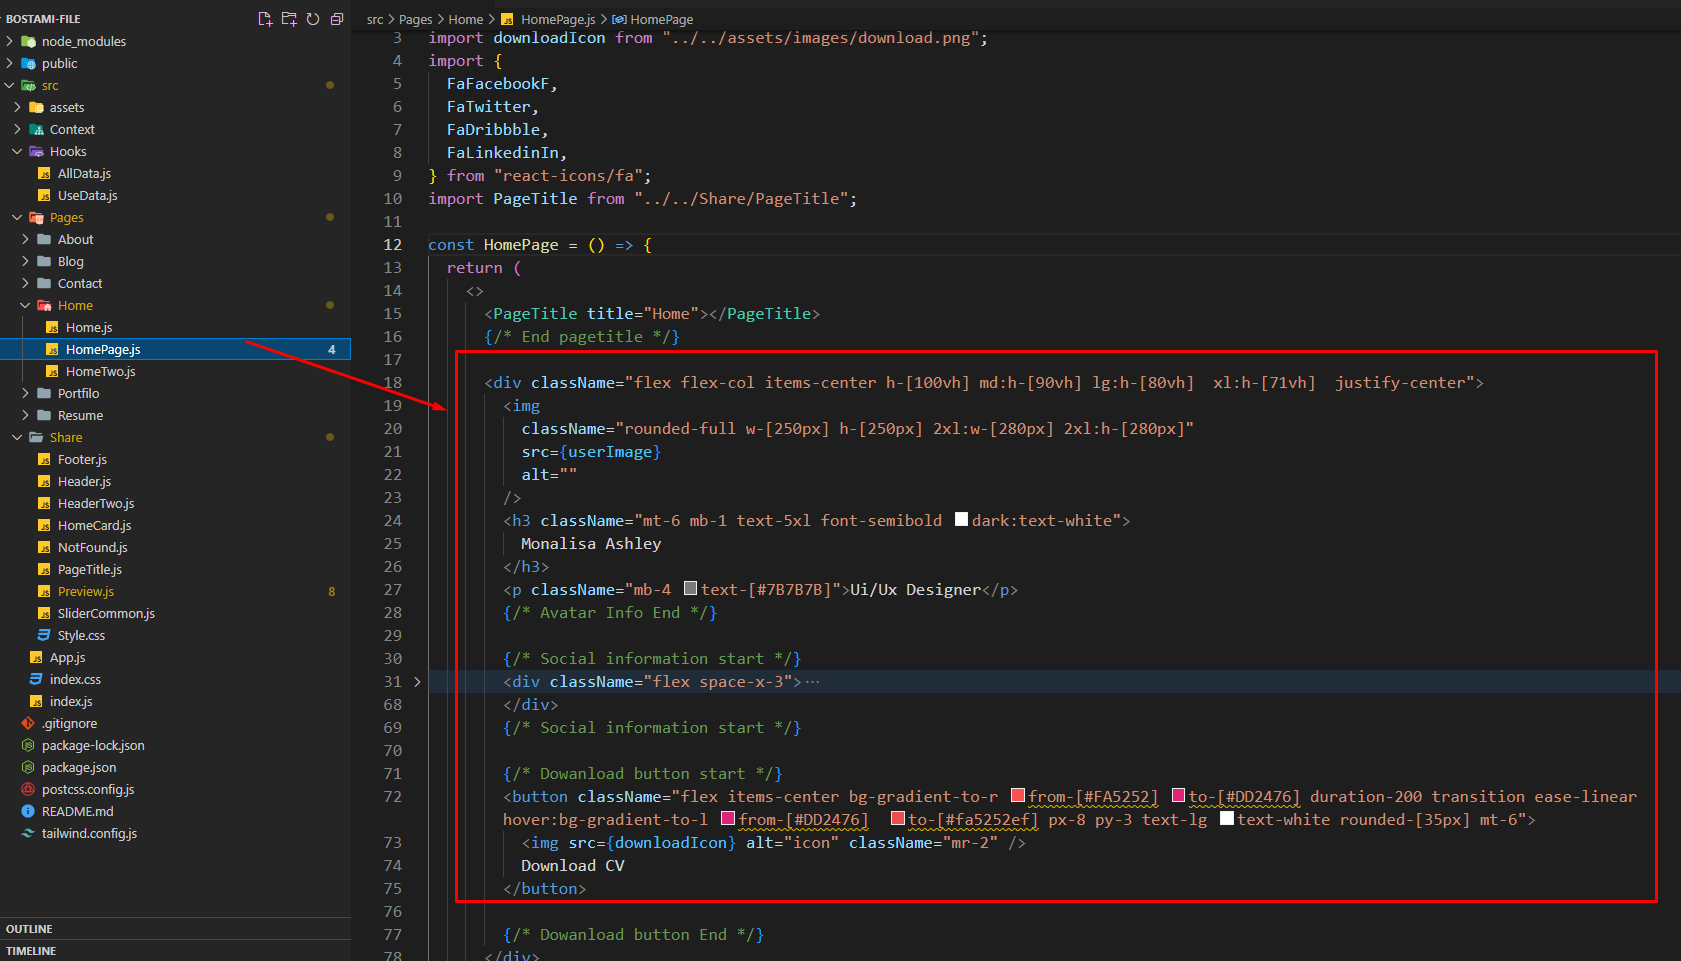 BOSTAMI-FILE
node_modules
public
src
assets
Context
Hooks
AllData.js
UseData.js
Pages
About
Blog
Contact
Home
Home.js
HomePage.js 4
HomeTwo.js
Portfilo
Resume
Share
Footer.js
Header.js
HeaderTwo.js
HomeCard.js
NotFound.js
PageTitle.js
Preview.js 8
SliderCommon.js
Style.css
App.js
index.css
index.js
.gitignore
package-lock.json
package.json
postcss.config.js
README.md
tailwind.config.js
OUTLINE
TIMELINE
src > Pages > Home > JS HomePage.js > HomePage
3 import downloadIcon from "../../assets/images/download.png";
4 import {
5 FaFacebookF,
6 FaTwitter,
7 FaDribbble,
8 FaLinkedinIn,
9 } from "react-icons/fa";
10 import PageTitle from "../../Share/PageTitle";
11
12 const HomePage = () => {
13 return (
14 <>
15 <PageTitle title="Home"></PageTitle>
16 {/* End pagetitle */}
17
18 <div className="flex flex-col items-center h-[100vh] md:h-[90vh] lg:h-[80vh]  xl:h-[71vh]  justify-center">
19 <img
20 className="rounded-full w-[250px] h-[250px] 2xl:w-[280px] 2xl:h-[280px]"
21 src={userImage}
22 alt=""
23 />
24 <h3 className="mt-6 mb-1 text-5xl font-semibold dark:text-white">
25 Monalisa Ashley
26 </h3>
27 <p className="mb-4 text-[#7B7B7B]">Ui/Ux Designer</p>
28 {/* Avatar Info End */}
29
30 {/* Social information start */}
31 <div className="flex space-x-3">⋯
68 </div>
69 {/* Social information start */}
70
71 {/* Dowanload button start */}
72 <button className="flex items-center bg-gradient-to-r from-[#FA5252] to-[#DD2476] duration-200 transition ease-linear
hover:bg-gradient-to-l from-[#DD2476]  to-[#fa5252ef] px-8 py-3 text-lg text-white rounded-[35px] mt-6">
73 <img src={downloadIcon} alt="icon" className="mr-2" />
74 Download CV
75 </button>
76
77 {/* Dowanload button End */}
78 </div>